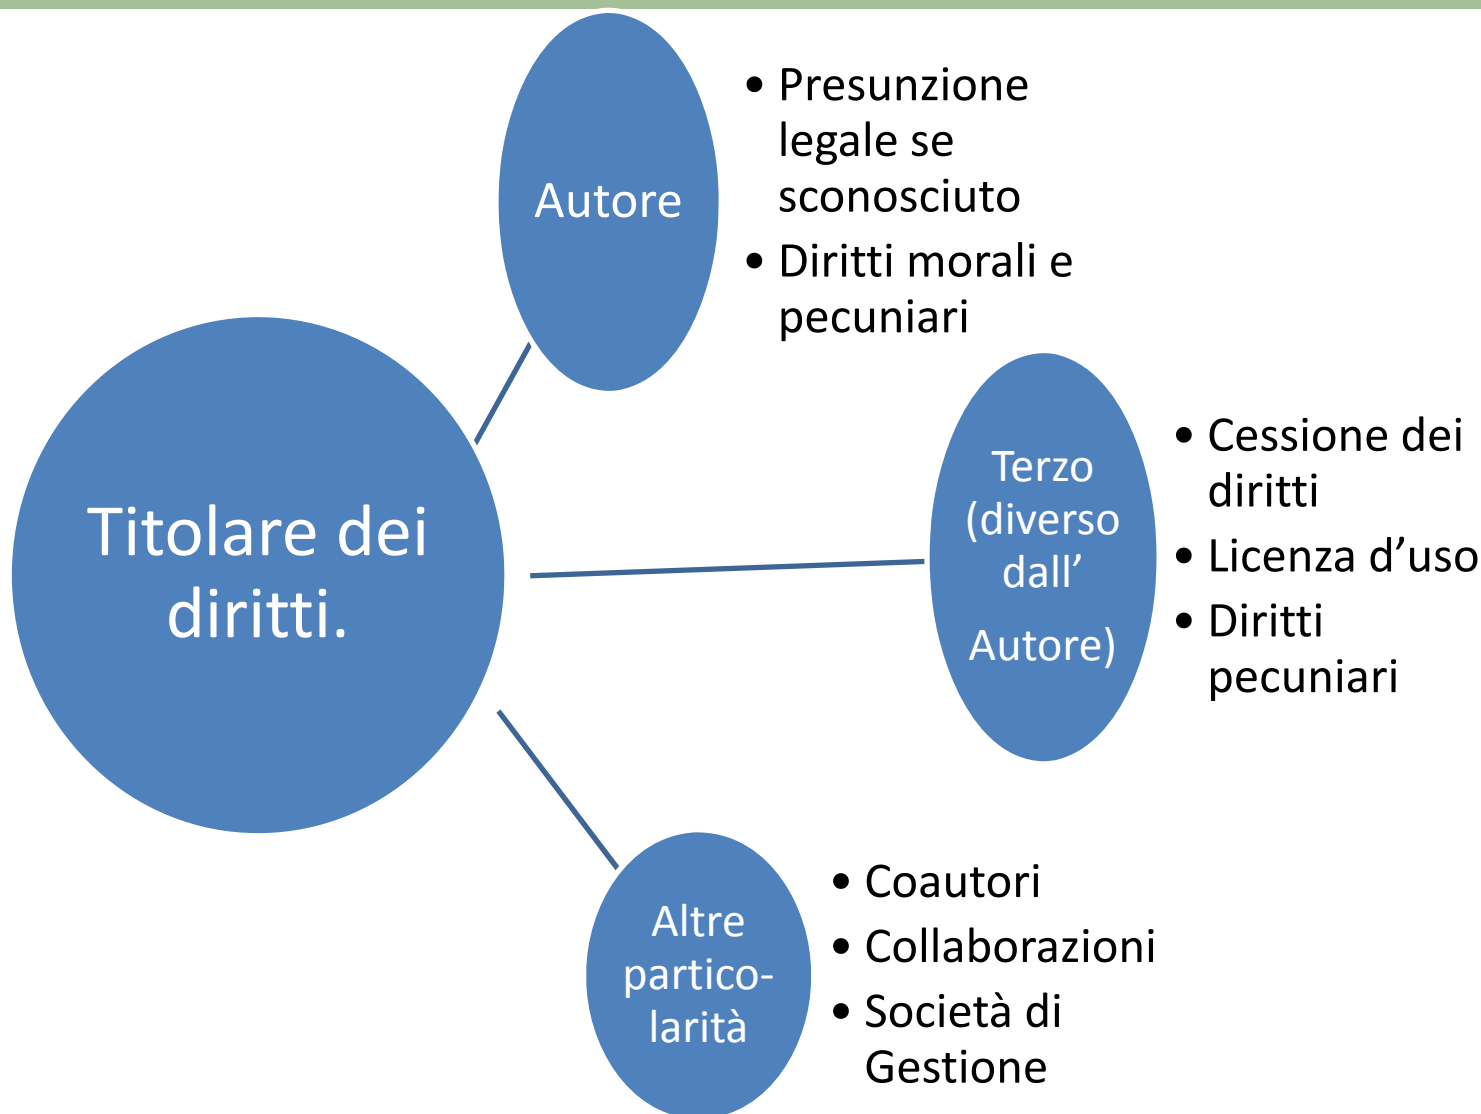 Autore
• Presunzione
legale se
sconosciuto
• Diritti morali e
pecuniari
Titolare dei
diritti.
Terzo
(diverso
dall’
Autore)
• Cessione dei
diritti
• Licenza d’uso
• Diritti
pecuniari
Altre
partico-
larità
• Coautori
• Collaborazioni
• Società di
Gestione